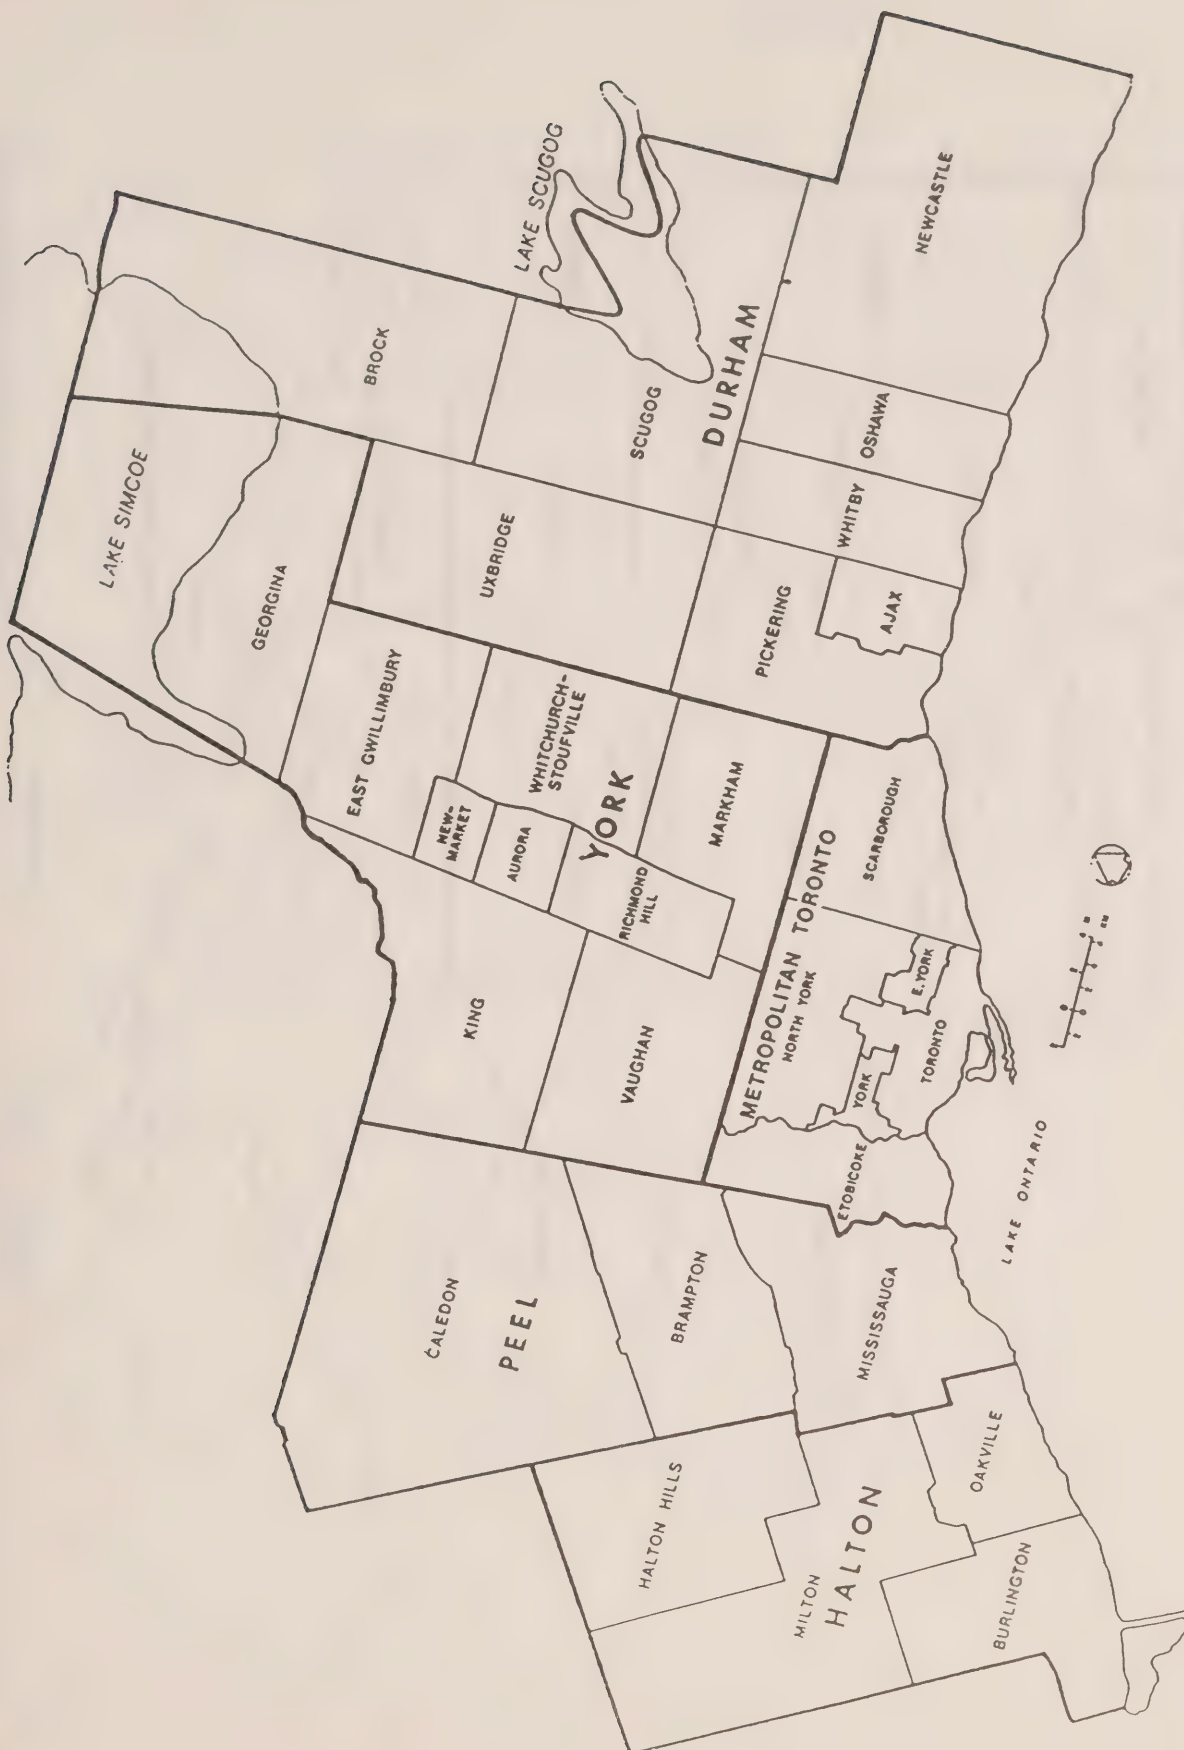 LAKE SIMCOE
GEORGINA
BROCK
LAKE SCUGOG
SCUGOG
DURHAM
UXBRIDGE
EAST GWILLIMBURY
WHITCHURCH-
STOUFVILLE
NEW-
MARKET
AURORA
YORK
RICHMOND
HILL
MARKHAM
KING
VAUGHAN
PICKERING
AJAX
WHITBY
OSHAWA
NEWCASTLE
METROPOLITAN TORONTO
NORTH YORK
SCARBOROUGH
E.YORK
YORK
TORONTO
ETOBICOKE
CALEDON
PEEL
BRAMPTON
MISSISSAUGA
HALTON HILLS
MILTON
HALTON
OAKVILLE
BURLINGTON
LAKE ONTARIO